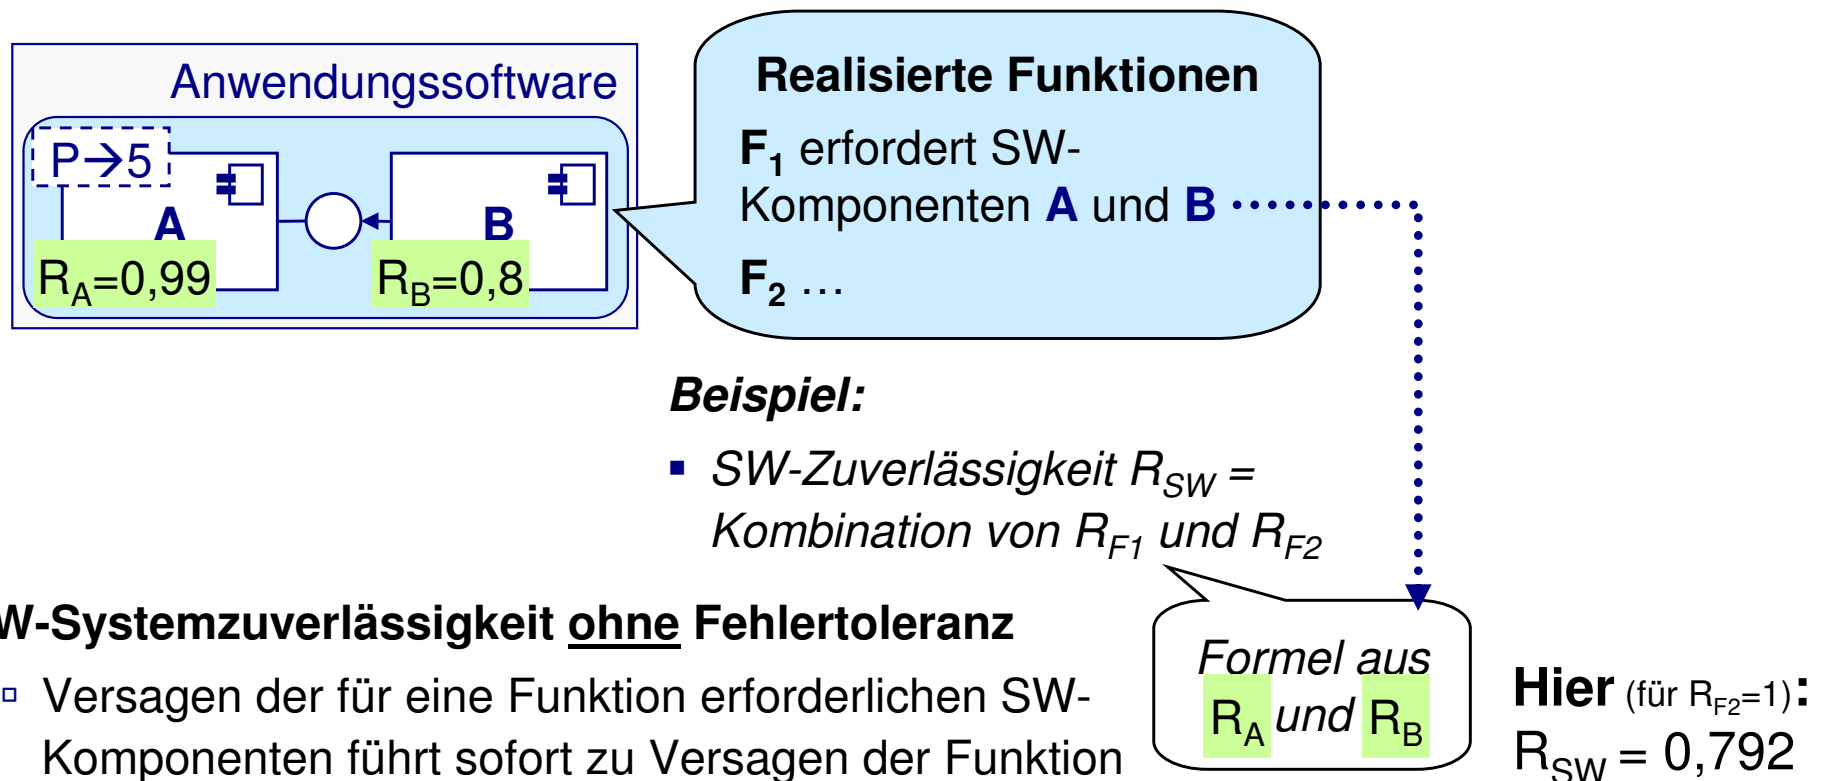 Anwendungssoftware
P→5
A
B
R_A=0,99
R_B=0,8
Realisierte Funktionen
F_1 erfordert SW-
Komponenten A und B
F_2 …
Beispiel:
▪ SW-Zuverlässigkeit R_SW =
Kombination von R_F1 und R_F2
W-Systemzuverlässigkeit ohne Fehlertoleranz
▫ Versagen der für eine Funktion erforderlichen SW-
Komponenten führt sofort zu Versagen der Funktion
Formel aus
R_A und R_B
Hier (für R_F2=1):
R_SW = 0,792